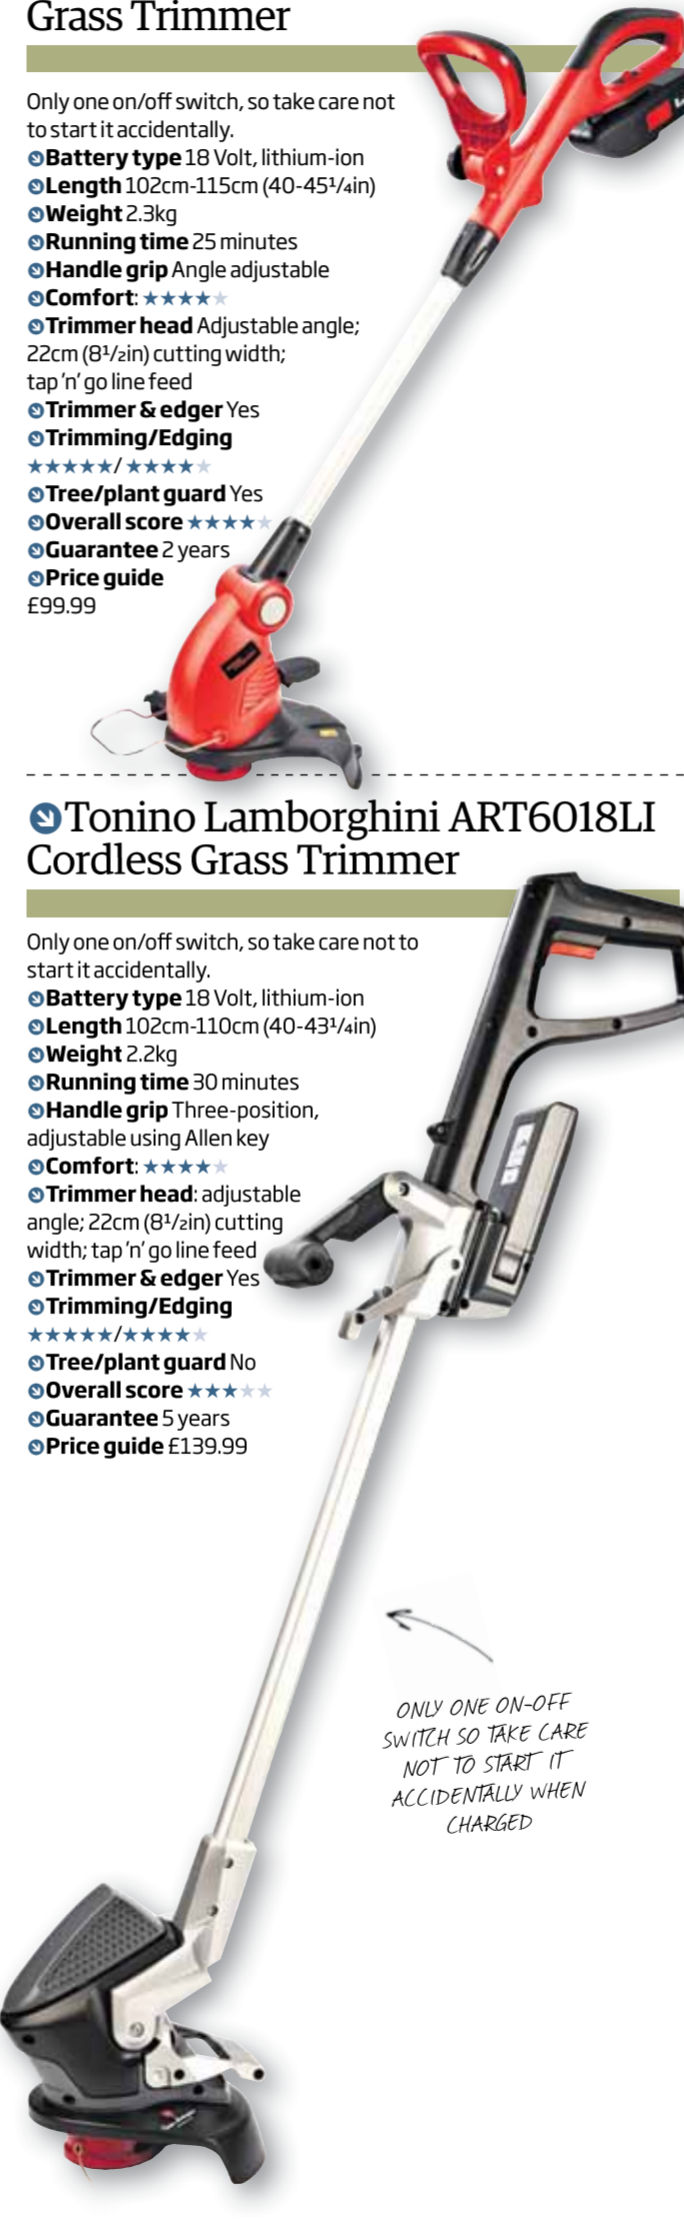 Grass Trimmer
Only one on/off switch, so take care not
to start it accidentally.
Battery type 18 Volt, lithium-ion
Length 102cm-115cm (40-45¹/₄in)
Weight 2.3kg
Running time 25 minutes
Handle grip Angle adjustable
Comfort: ★★★★★
Trimmer head Adjustable angle;
22cm (8¹/₂in) cutting width;
tap 'n' go line feed
Trimmer & edger Yes
Trimming/Edging
★★★★★/★★★★★
Tree/plant guard Yes
Overall score ★★★★★
Guarantee 2 years
Price guide
£99.99
Tonino Lamborghini ART6018LI
Cordless Grass Trimmer
Only one on/off switch, so take care not to
start it accidentally.
Battery type 18 Volt, lithium-ion
Length 102cm-110cm (40-43¹/₄in)
Weight 2.2kg
Running time 30 minutes
Handle grip Three-position,
adjustable using Allen key
Comfort: ★★★★★
Trimmer head: adjustable
angle; 22cm (8¹/₂in) cutting
width; tap 'n' go line feed
Trimmer & edger Yes
Trimming/Edging
★★★★★/★★★★★
Tree/plant guard No
Overall score ★★★★★
Guarantee 5 years
Price guide £139.99
ONLY ONE ON-OFF
SWITCH SO TAKE CARE
NOT TO START IT
ACCIDENTALLY WHEN
CHARGED